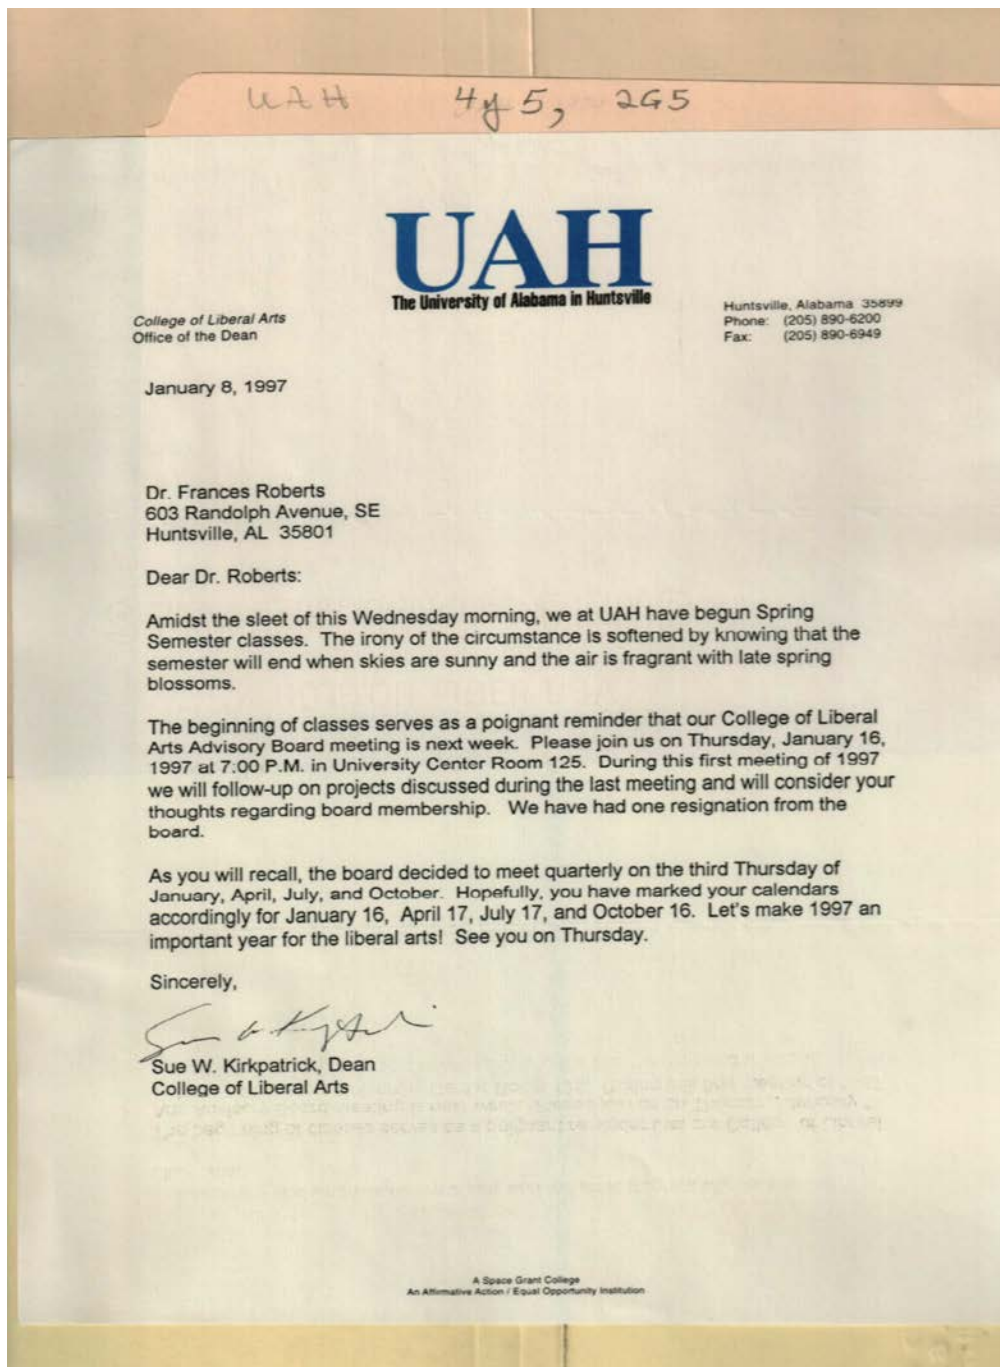 UAH 4y5, 2G5
UAH
The University of Alabama in Huntsville
College of Liberal Arts
Office of the Dean
Huntsville, Alabama 35899
Phone: (205) 890-6200
Fax: (205) 890-6949
January 8, 1997
Dr. Frances Roberts
603 Randolph Avenue, SE
Huntsville, AL 35801
Dear Dr. Roberts:
Amidst the sleet of this Wednesday morning, we at UAH have begun Spring
Semester classes. The irony of the circumstance is softened by knowing that the
semester will end when skies are sunny and the air is fragrant with late spring
blossoms.
The beginning of classes serves as a poignant reminder that our College of Liberal
Arts Advisory Board meeting is next week. Please join us on Thursday, January 16,
1997 at 7:00 P.M. in University Center Room 125. During this first meeting of 1997
we will follow-up on projects discussed during the last meeting and will consider your
thoughts regarding board membership. We have had one resignation from the
board.
As you will recall, the board decided to meet quarterly on the third Thursday of
January, April, July, and October. Hopefully, you have marked your calendars
accordingly for January 16, April 17, July 17, and October 16. Let's make 1997 an
important year for the liberal arts! See you on Thursday.
Sincerely,
Sue W. Kirkpatrick, Dean
College of Liberal Arts
A Space Grant College
An Affirmative Action / Equal Opportunity Institution